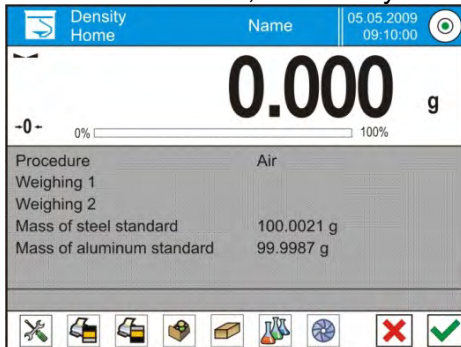 Density Name 05.05.2009
Home 09:10:00
0.000 g
-0- 0% 100%
Procedure Air
Weighing 1
Weighing 2
Mass of steel standard 100.0021 g
Mass of aluminum standard 99.9987 g